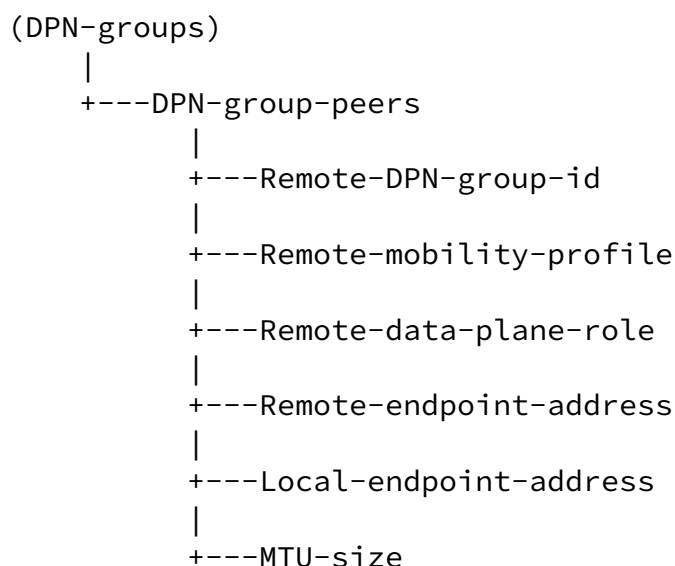 (DPN-groups)
     |
     +---DPN-group-peers
           |
           +---Remote-DPN-group-id
           |
           +---Remote-mobility-profile
           |
           +---Remote-data-plane-role
           |
           +---Remote-endpoint-address
           |
           +---Local-endpoint-address
           |
           +---MTU-size